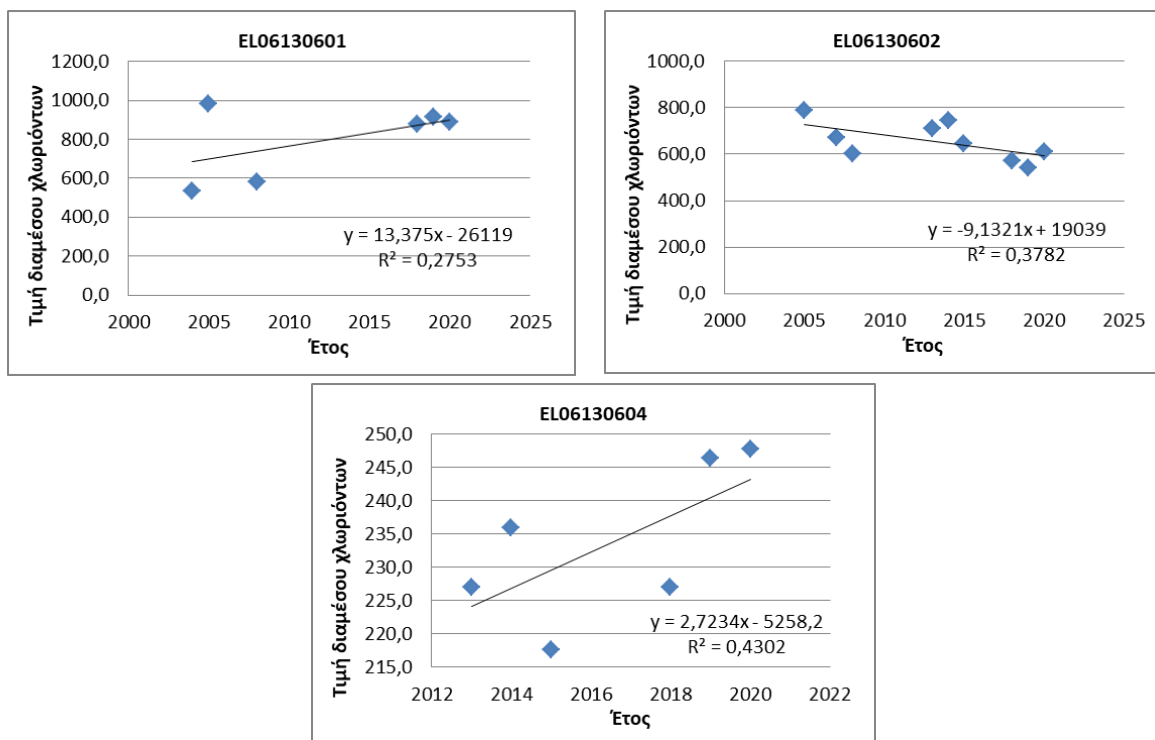 EL06130601
Τιμή διαμέσου χλωριόντων
1200,0
1000,0
800,0
600,0
400,0
200,0
0,0
y = 13,375x - 26119
R² = 0,2753
2000 2005 2010 2015 2020 2025
Έτος
EL06130602
Τιμή διαμέσου χλωριόντων
1000,0
800,0
600,0
400,0
200,0
0,0
y = -9,1321x + 19039
R² = 0,3782
2000 2005 2010 2015 2020 2025
Έτος
EL06130604
Τιμή διαμέσου χλωριόντων
250,0
245,0
240,0
235,0
230,0
225,0
220,0
215,0
y = 2,7234x - 5258,2
R² = 0,4302
2012 2014 2016 2018 2020 2022
Έτος